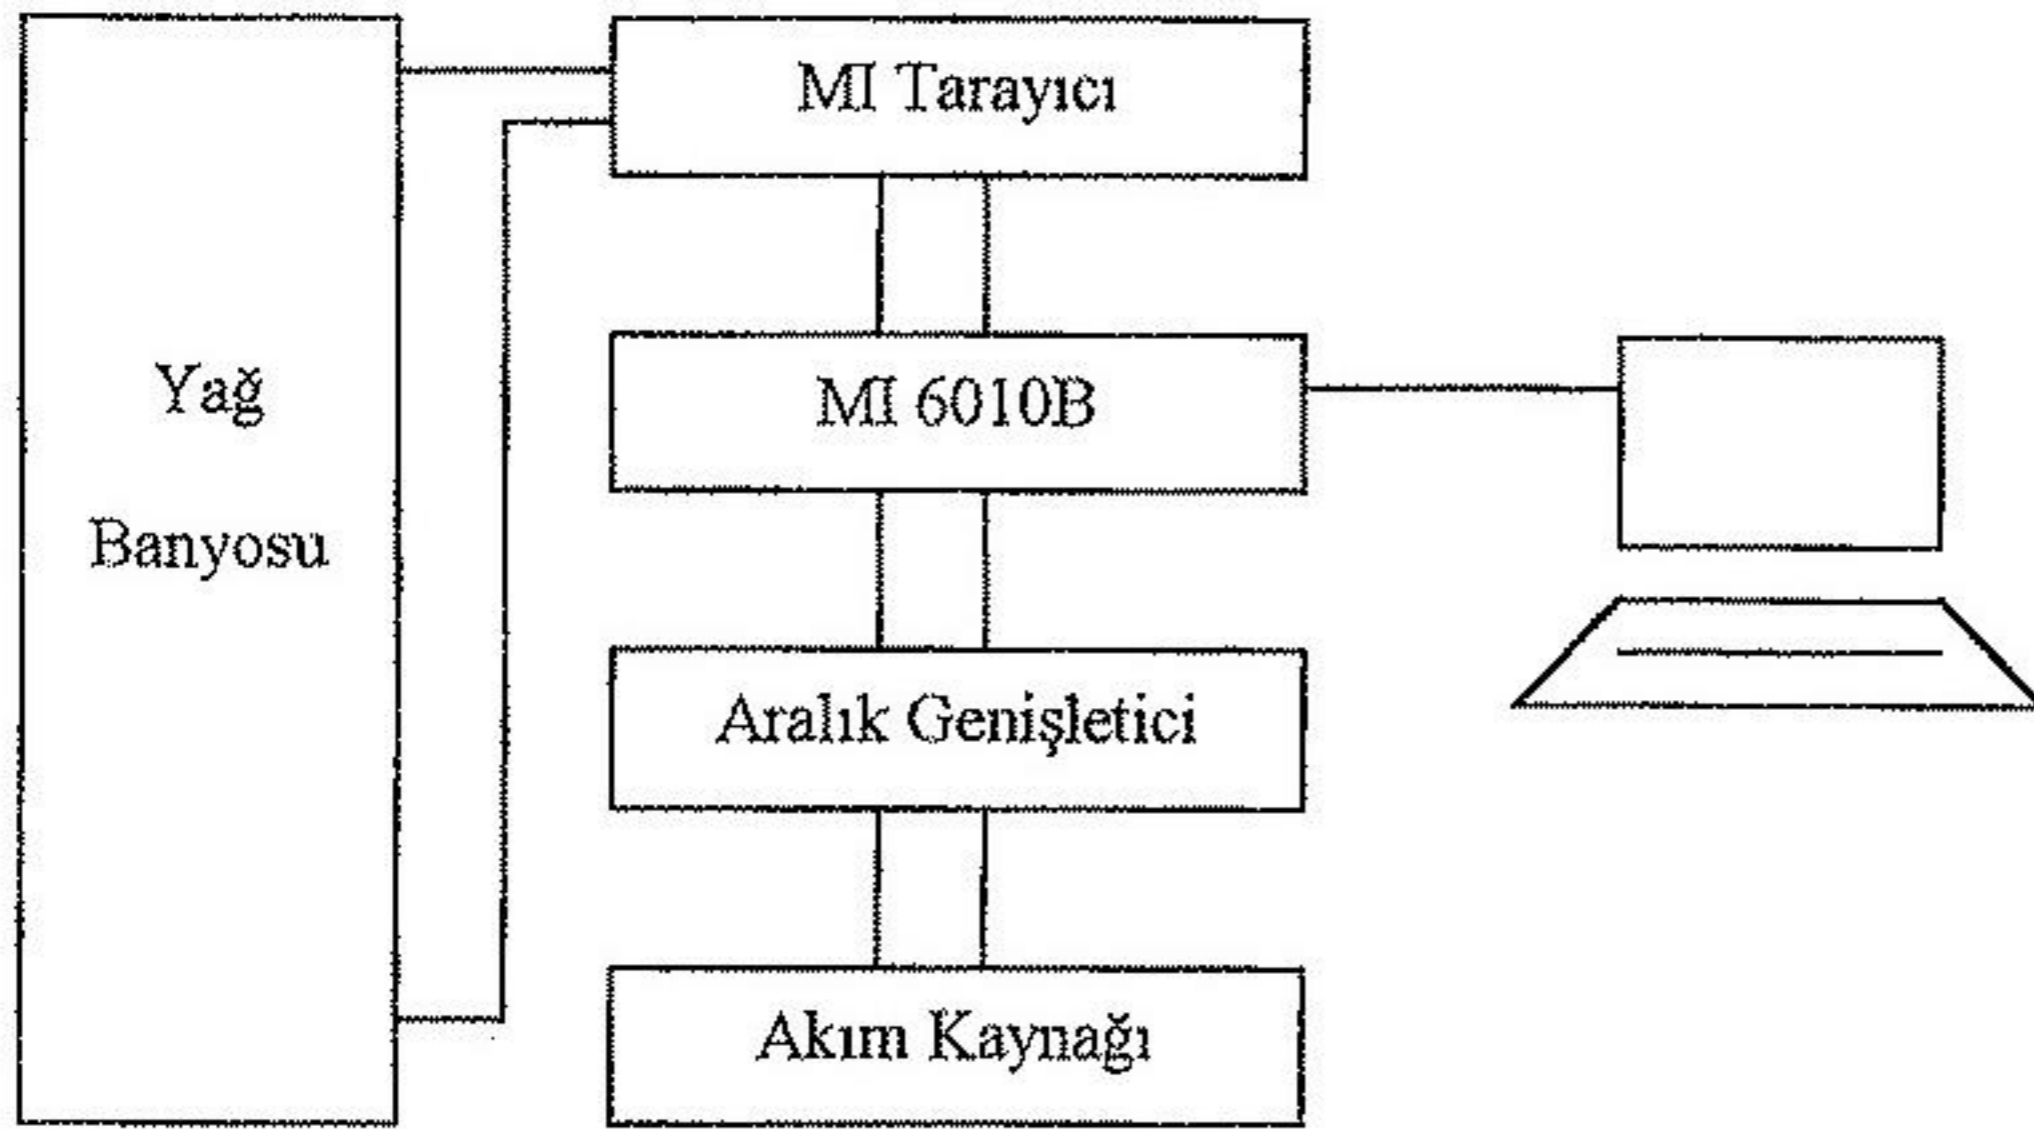 MI Tarayıcı
Yağ
Banyosu
MI 6010B
Aralık Genişletici
Akım Kaynağı